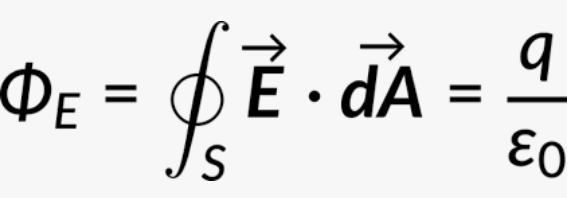 Φ_E = ∮_S E⃗ · dA⃗ = q/ε₀